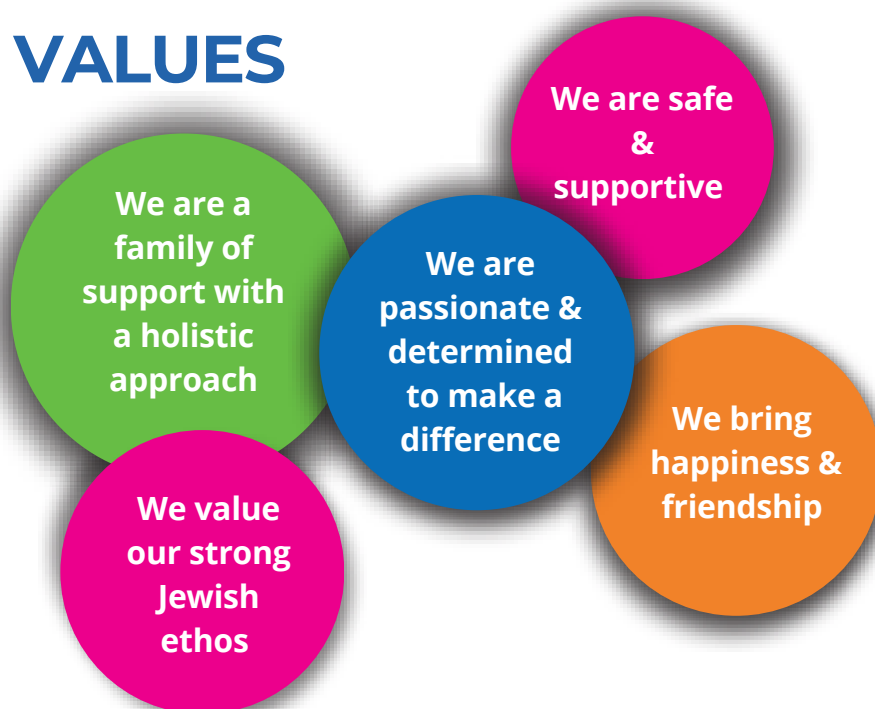 VALUES
We are a
family of
support with
a holistic
approach
We are safe
&
supportive
We are
passionate &
determined
to make a
difference
We bring
happiness &
friendship
We value
our strong
Jewish
ethos